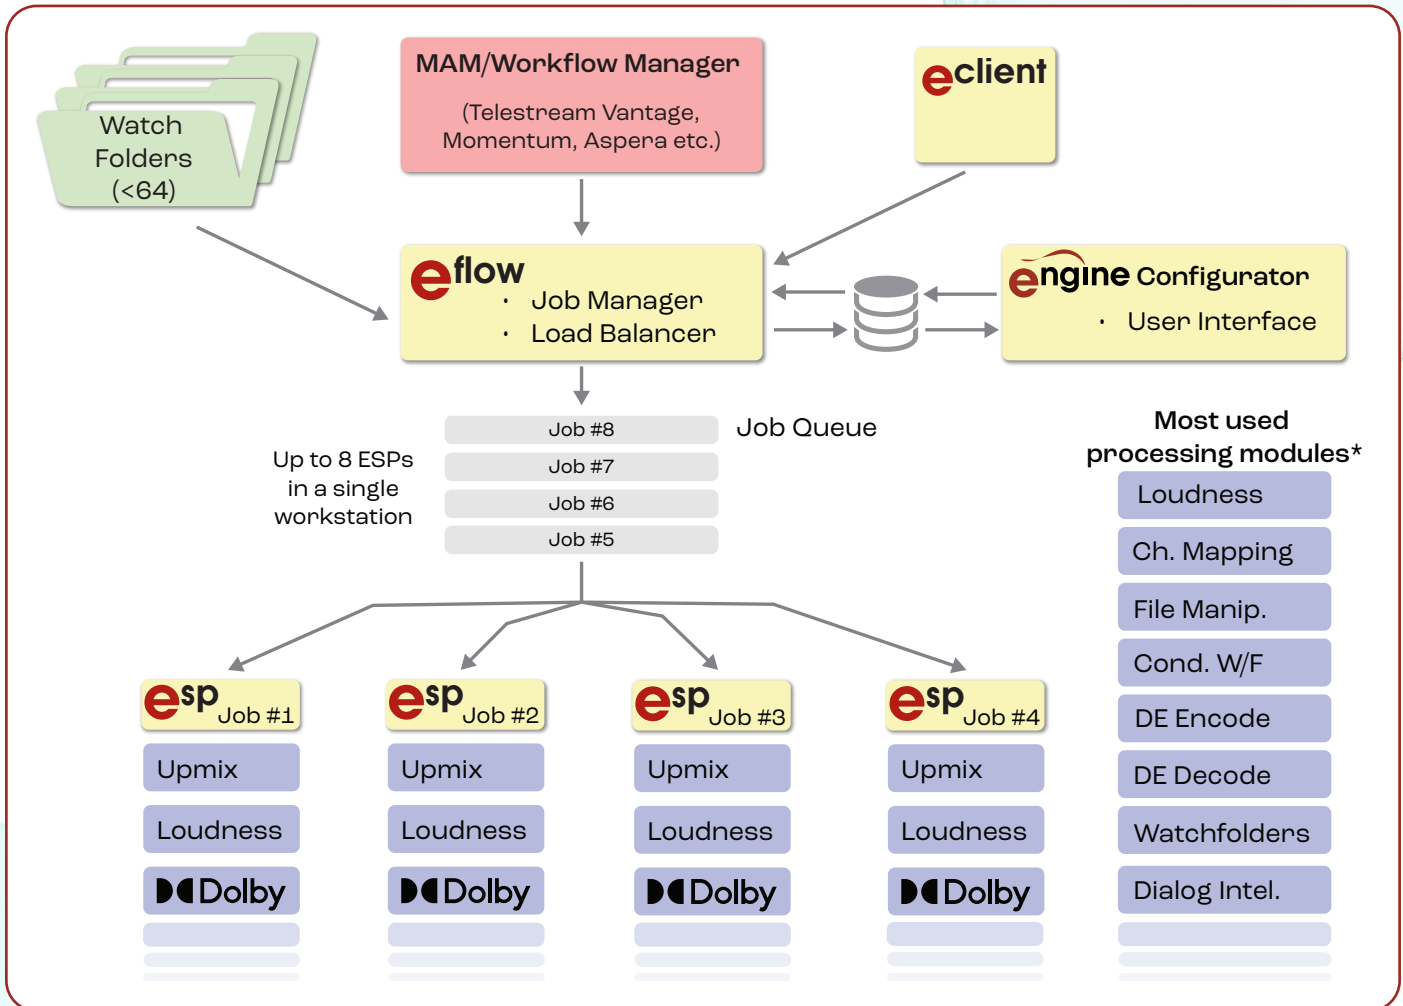 Watch
Folders
(<64)
MAM/Workflow Manager
(Telestream Vantage,
Momentum, Aspera etc.)
eclient
eflow
· Job Manager
· Load Balancer
engine Configurator
· User Interface
Job #8
Job Queue
Job #7
Job #6
Job #5
Up to 8 ESPs
in a single
workstation
Most used
processing modules*
Loudness
Ch. Mapping
File Manip.
Cond. W/F
DE Encode
DE Decode
Watchfolders
Dialog Intel.
esp Job #1
Upmix
Loudness
Dolby
esp Job #2
Upmix
Loudness
Dolby
esp Job #3
Upmix
Loudness
Dolby
esp Job #4
Upmix
Loudness
Dolby